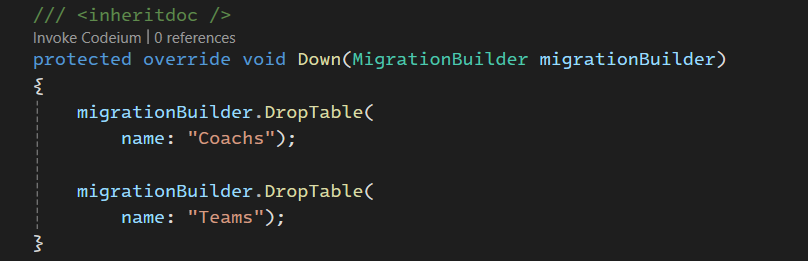 /// <inheritdoc />
Invoke Codeium | 0 references
protected override void Down(MigrationBuilder migrationBuilder)
{
migrationBuilder.DropTable(
name: "Coachs");
migrationBuilder.DropTable(
name: "Teams");
}